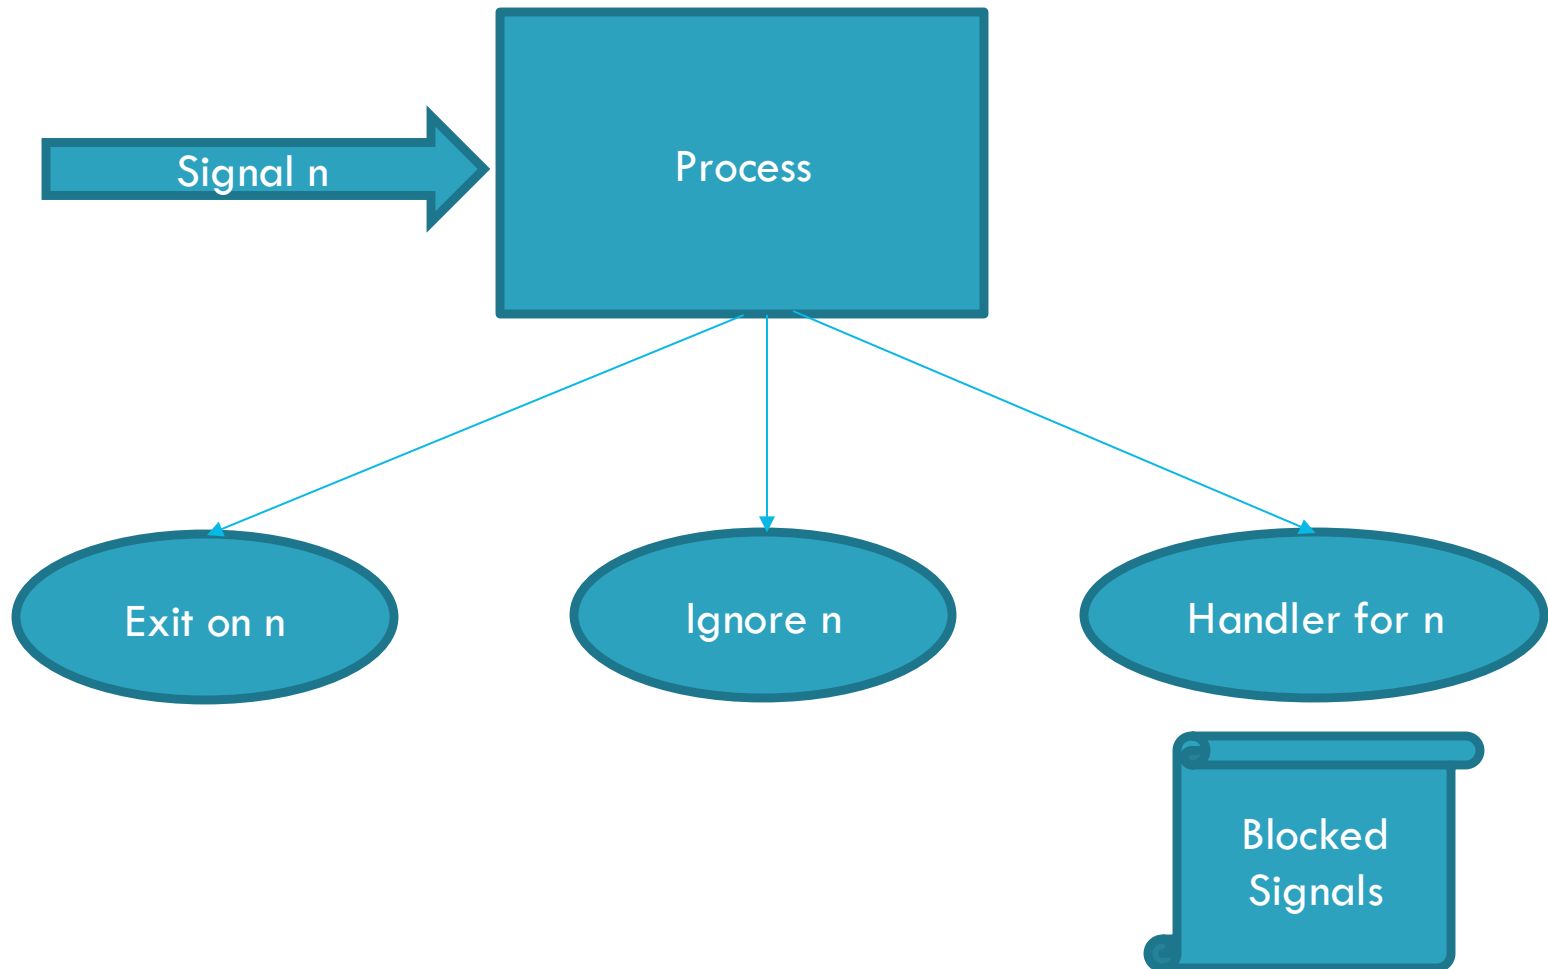 Signal n
Process
Exit on n
Ignore n
Handler for n
Blocked
Signals